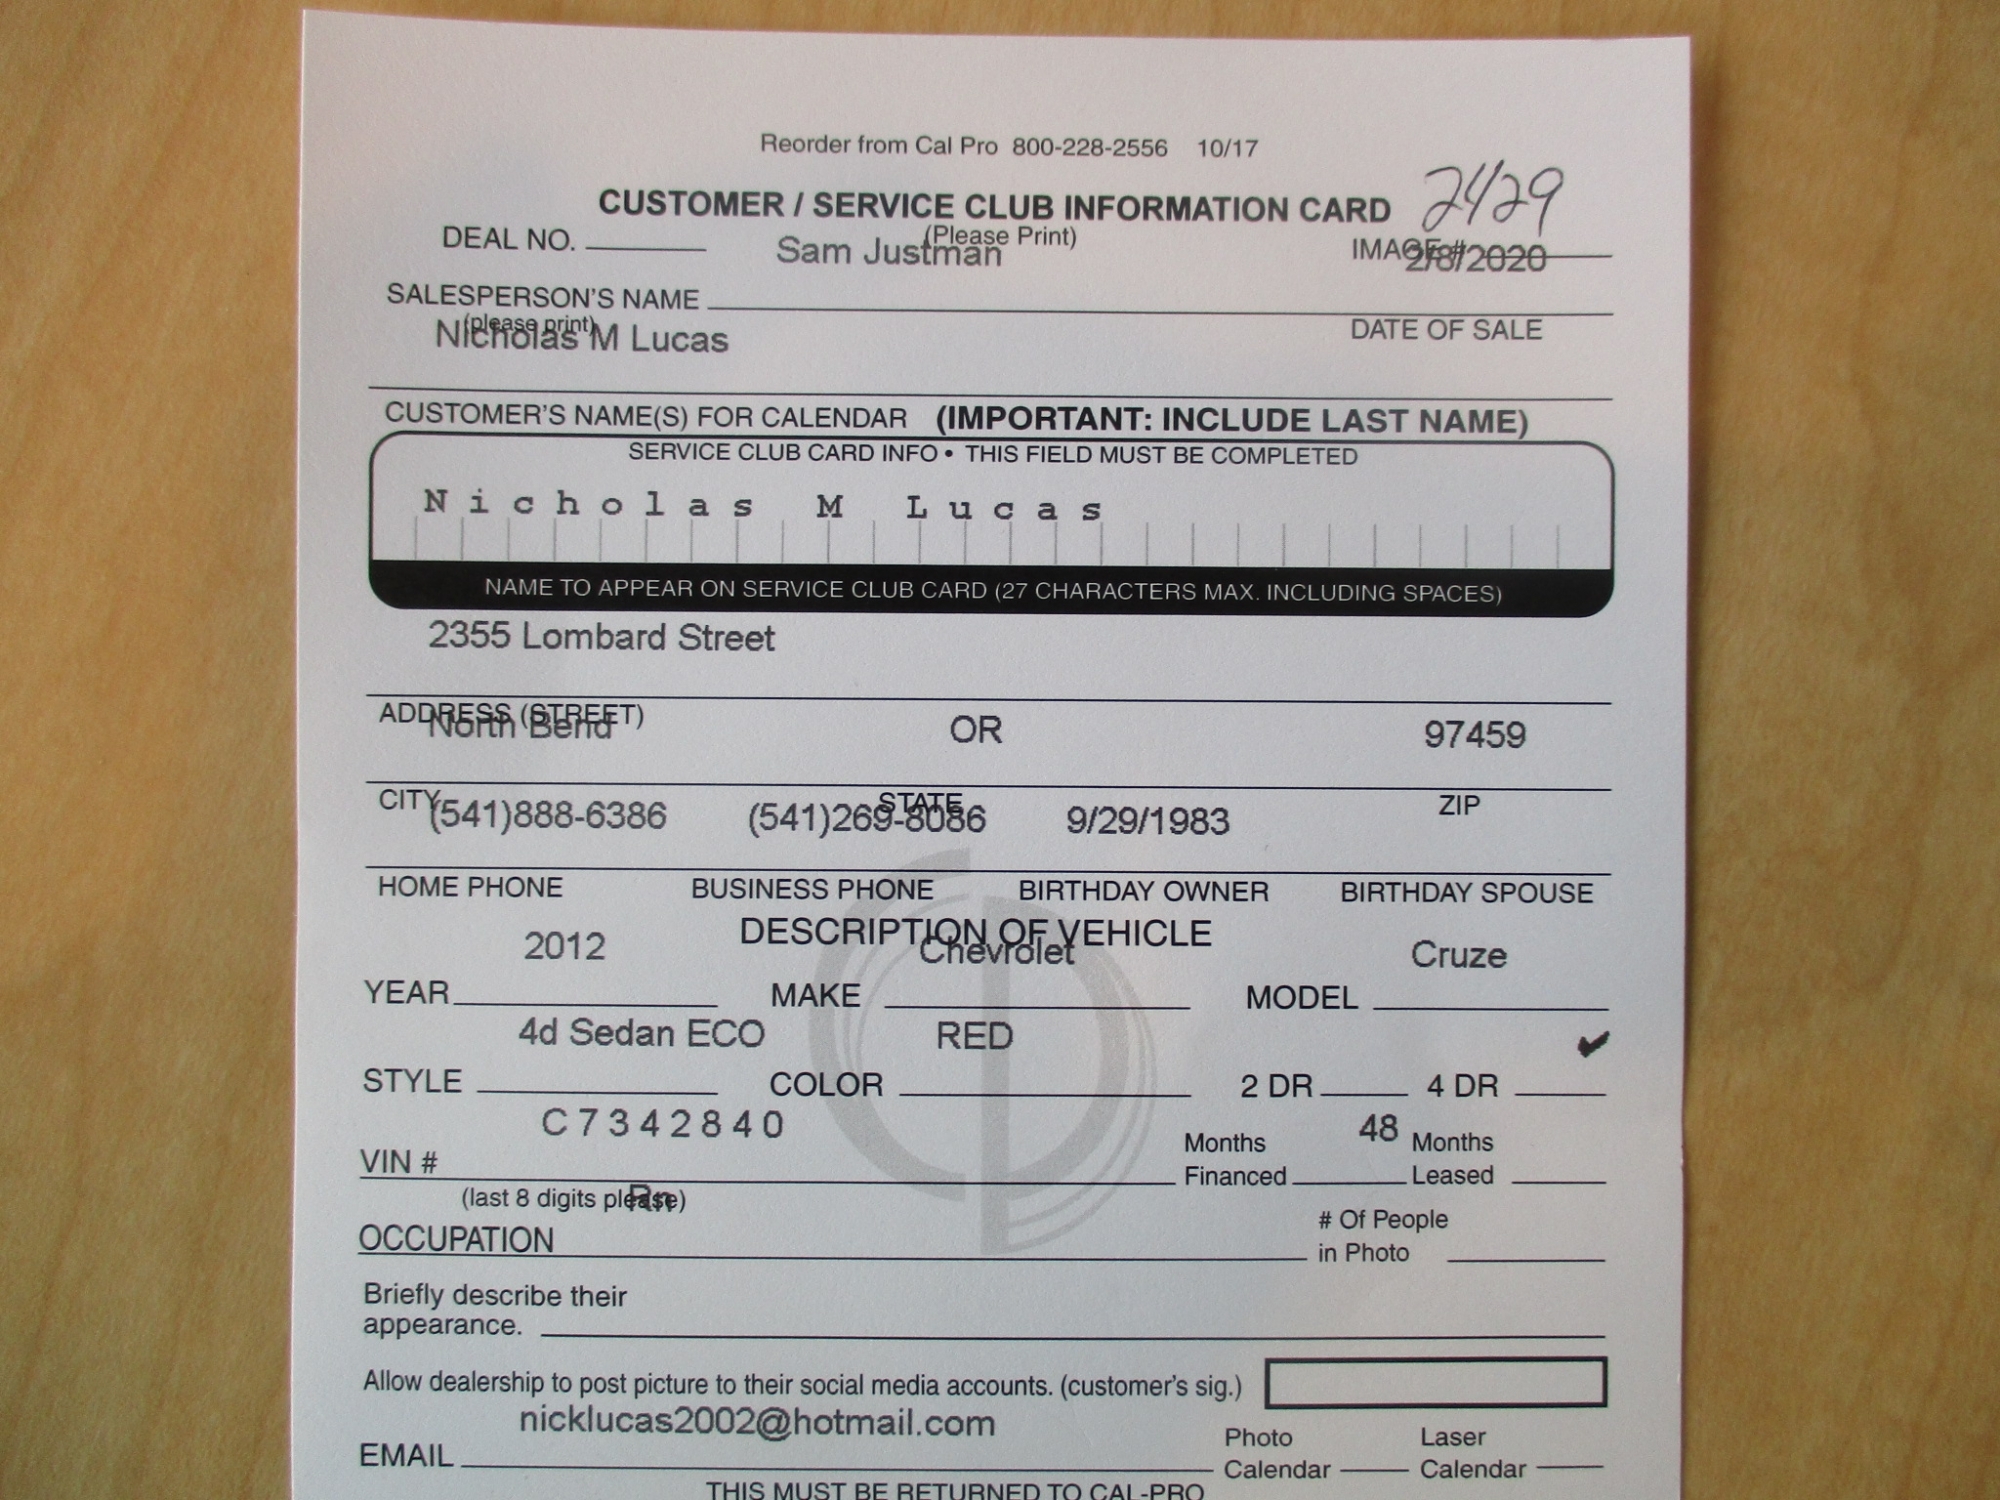 Reorder from Cal Pro 800-228-2556 10/17
CUSTOMER / SERVICE CLUB INFORMATION CARD 2429
DEAL NO. Sam Justman (Please Print) IMAGE # 2/8/2020
SALESPERSON'S NAME
(please print) DATE OF SALE
Nicholas M Lucas
CUSTOMER'S NAME(S) FOR CALENDAR (IMPORTANT: INCLUDE LAST NAME)
SERVICE CLUB CARD INFO • THIS FIELD MUST BE COMPLETED
Nicholas M Lucas
NAME TO APPEAR ON SERVICE CLUB CARD (27 CHARACTERS MAX. INCLUDING SPACES)
2355 Lombard Street
ADDRESS (STREET)
North Bend OR 97459
CITY STATE ZIP
(541)888-6386 (541)269-8086 9/29/1983
HOME PHONE BUSINESS PHONE BIRTHDAY OWNER BIRTHDAY SPOUSE
DESCRIPTION OF VEHICLE
2012 Chevrolet Cruze
YEAR MAKE MODEL
4d Sedan ECO RED ✔
STYLE COLOR 2 DR 4 DR
C7342840 48
VIN # Months Financed Months Leased
(last 8 digits please) Rn
OCCUPATION # Of People in Photo
Briefly describe their
appearance.
Allow dealership to post picture to their social media accounts. (customer's sig.)
nicklucas2002@hotmail.com
EMAIL Photo Calendar Laser Calendar
THIS MUST BE RETURNED TO CAL-PRO